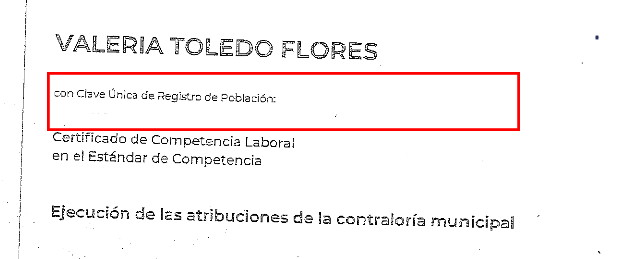 VALERIA TOLEDO FLORES
con Clave Única de Registro de Población:
Certificado de Competencia Laboral
en el Estándar de Competencia
Ejecución de las atribuciones de la contraloría municipal